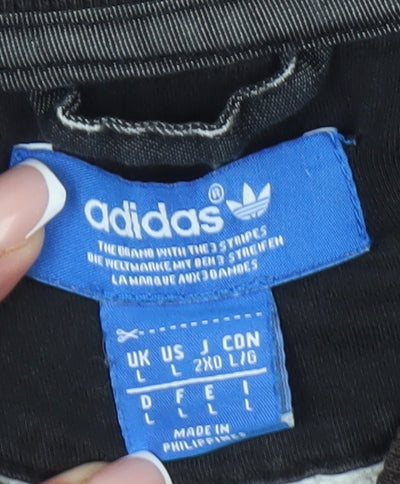 adidas®
THE BRAND WITH THE 3 STRIPES
DIE WELTMARKE MIT DEN 3 STREIFEN
LA MARQUE AUX 3 BANDES
UK US J CDN
L L 2XO L/G
D F E I
L L L L
MADE IN
PHILIPPINES